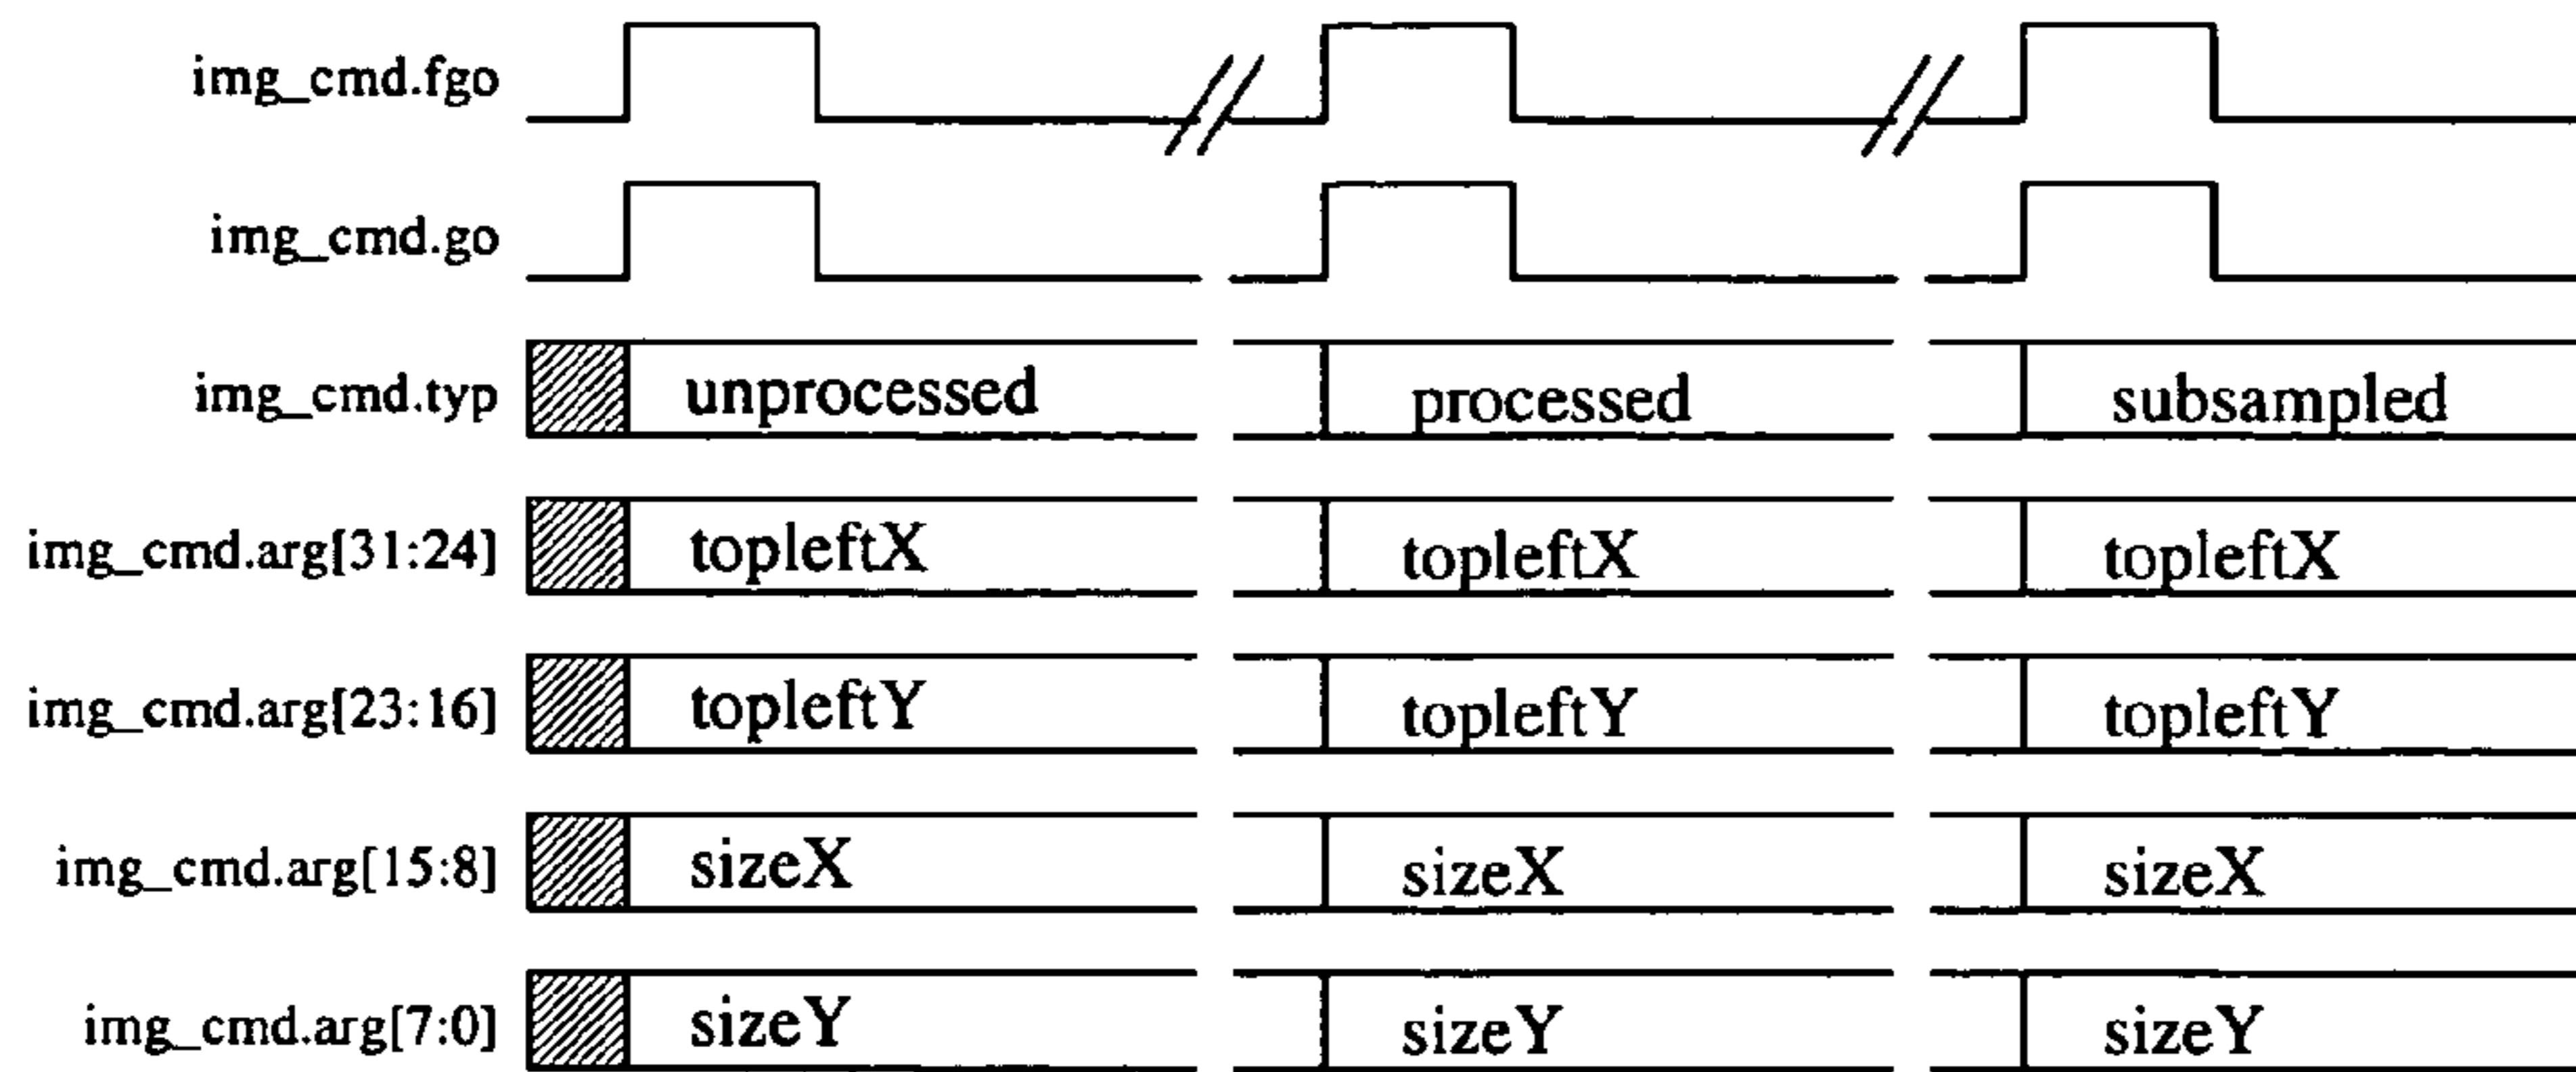 img_cmd.fgo
img_cmd.go
img_cmd.typ unprocessed processed subsampled
img_cmd.arg[31:24] topleftX topleftX topleftX
img_cmd.arg[23:16] topleftY topleftY topleftY
img_cmd.arg[15:8] sizeX sizeX sizeX
img_cmd.arg[7:0] sizeY sizeY sizeY